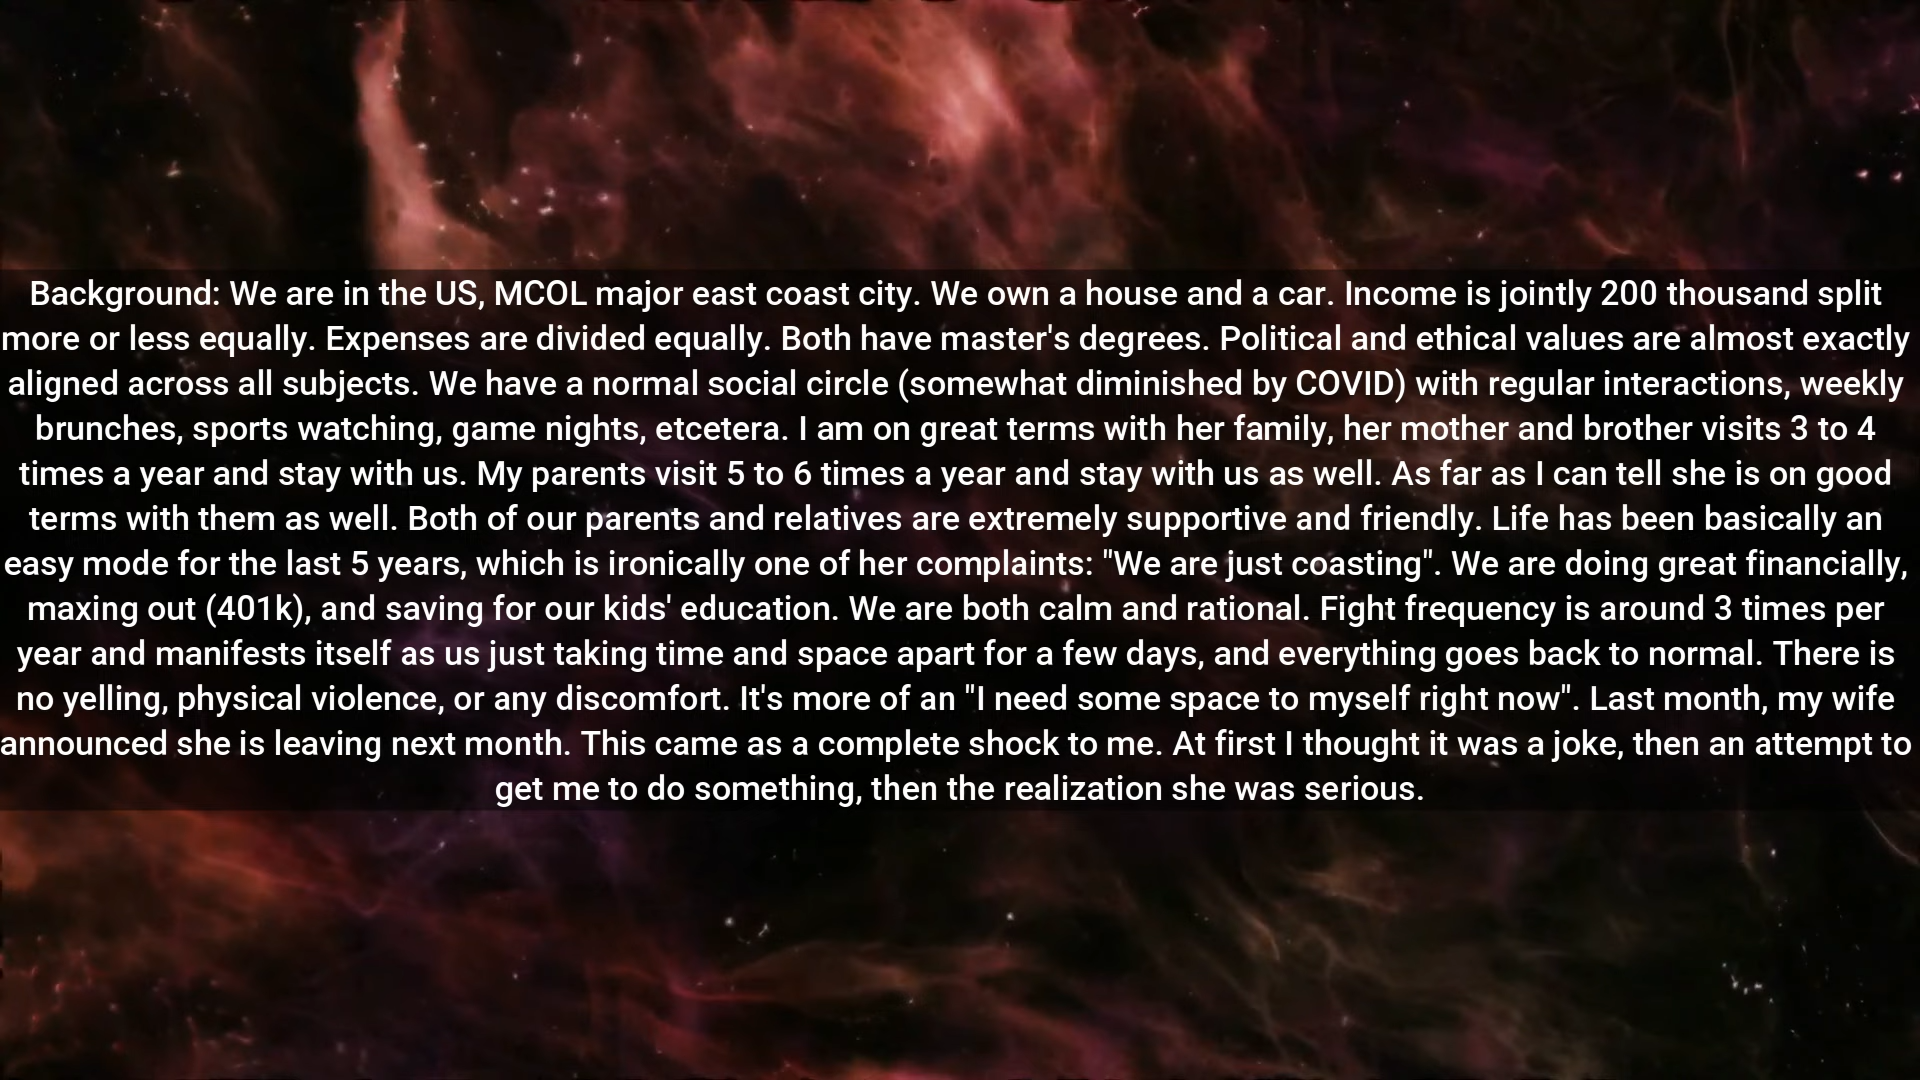 Background: We are in the US, MCOL major east coast city. We own a house and a car. Income is jointly 200 thousand split
more or less equally. Expenses are divided equally. Both have master's degrees. Political and ethical values are almost exactly
aligned across all subjects. We have a normal social circle (somewhat diminished by COVID) with regular interactions, weekly
brunches, sports watching, game nights, etcetera. I am on great terms with her family, her mother and brother visits 3 to 4
times a year and stay with us. My parents visit 5 to 6 times a year and stay with us as well. As far as I can tell she is on good
terms with them as well. Both of our parents and relatives are extremely supportive and friendly. Life has been basically an
easy mode for the last 5 years, which is ironically one of her complaints: "We are just coasting". We are doing great financially,
maxing out (401k), and saving for our kids' education. We are both calm and rational. Fight frequency is around 3 times per
year and manifests itself as us just taking time and space apart for a few days, and everything goes back to normal. There is
no yelling, physical violence, or any discomfort. It's more of an "I need some space to myself right now". Last month, my wife
announced she is leaving next month. This came as a complete shock to me. At first I thought it was a joke, then an attempt to
get me to do something, then the realization she was serious.